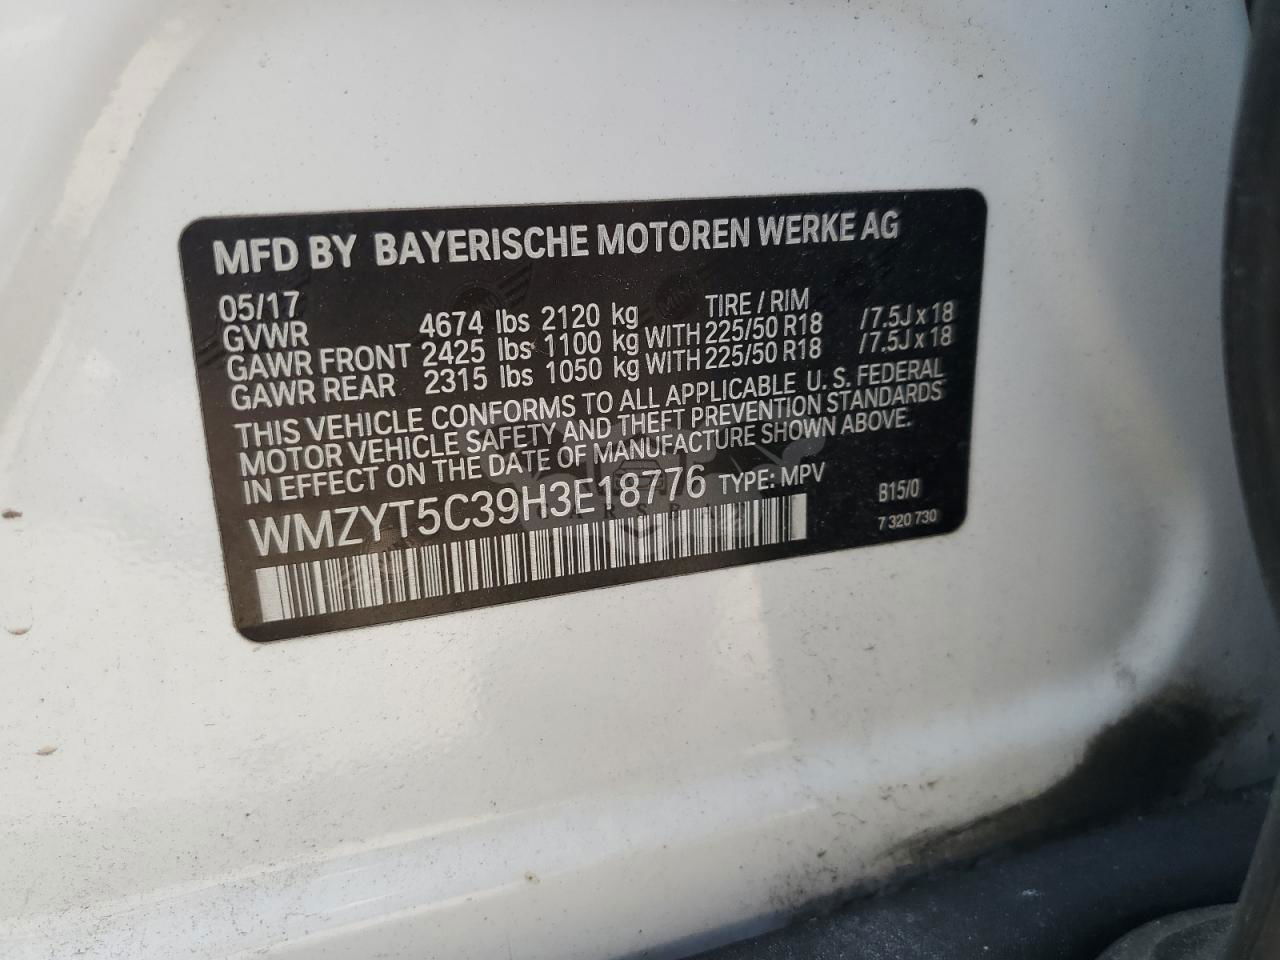 MFD BY BAYERISCHE MOTOREN WERKE AG
05/17 TIRE / RIM
GVWR 4674 lbs 2120 kg
GAWR FRONT 2425 lbs 1100 kg WITH 225/50 R18 /7.5J x 18
GAWR REAR 2315 lbs 1050 kg WITH 225/50 R18 /7.5J x 18
THIS VEHICLE CONFORMS TO ALL APPLICABLE U. S. FEDERAL
MOTOR VEHICLE SAFETY AND THEFT PREVENTION STANDARDS
IN EFFECT ON THE DATE OF MANUFACTURE SHOWN ABOVE.
WMZYT5C39H3E18776 TYPE: MPV B15/0
7 320 730